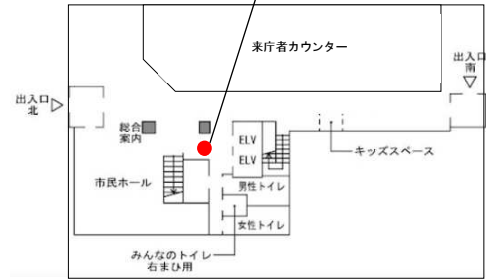 来庁者カウンター
出入口
南
出入口
北
総合
案内
ELV
ELV
キッズスペース
市民ホール
男性トイレ
女性トイレ
みんなのトイレ
右まひ用